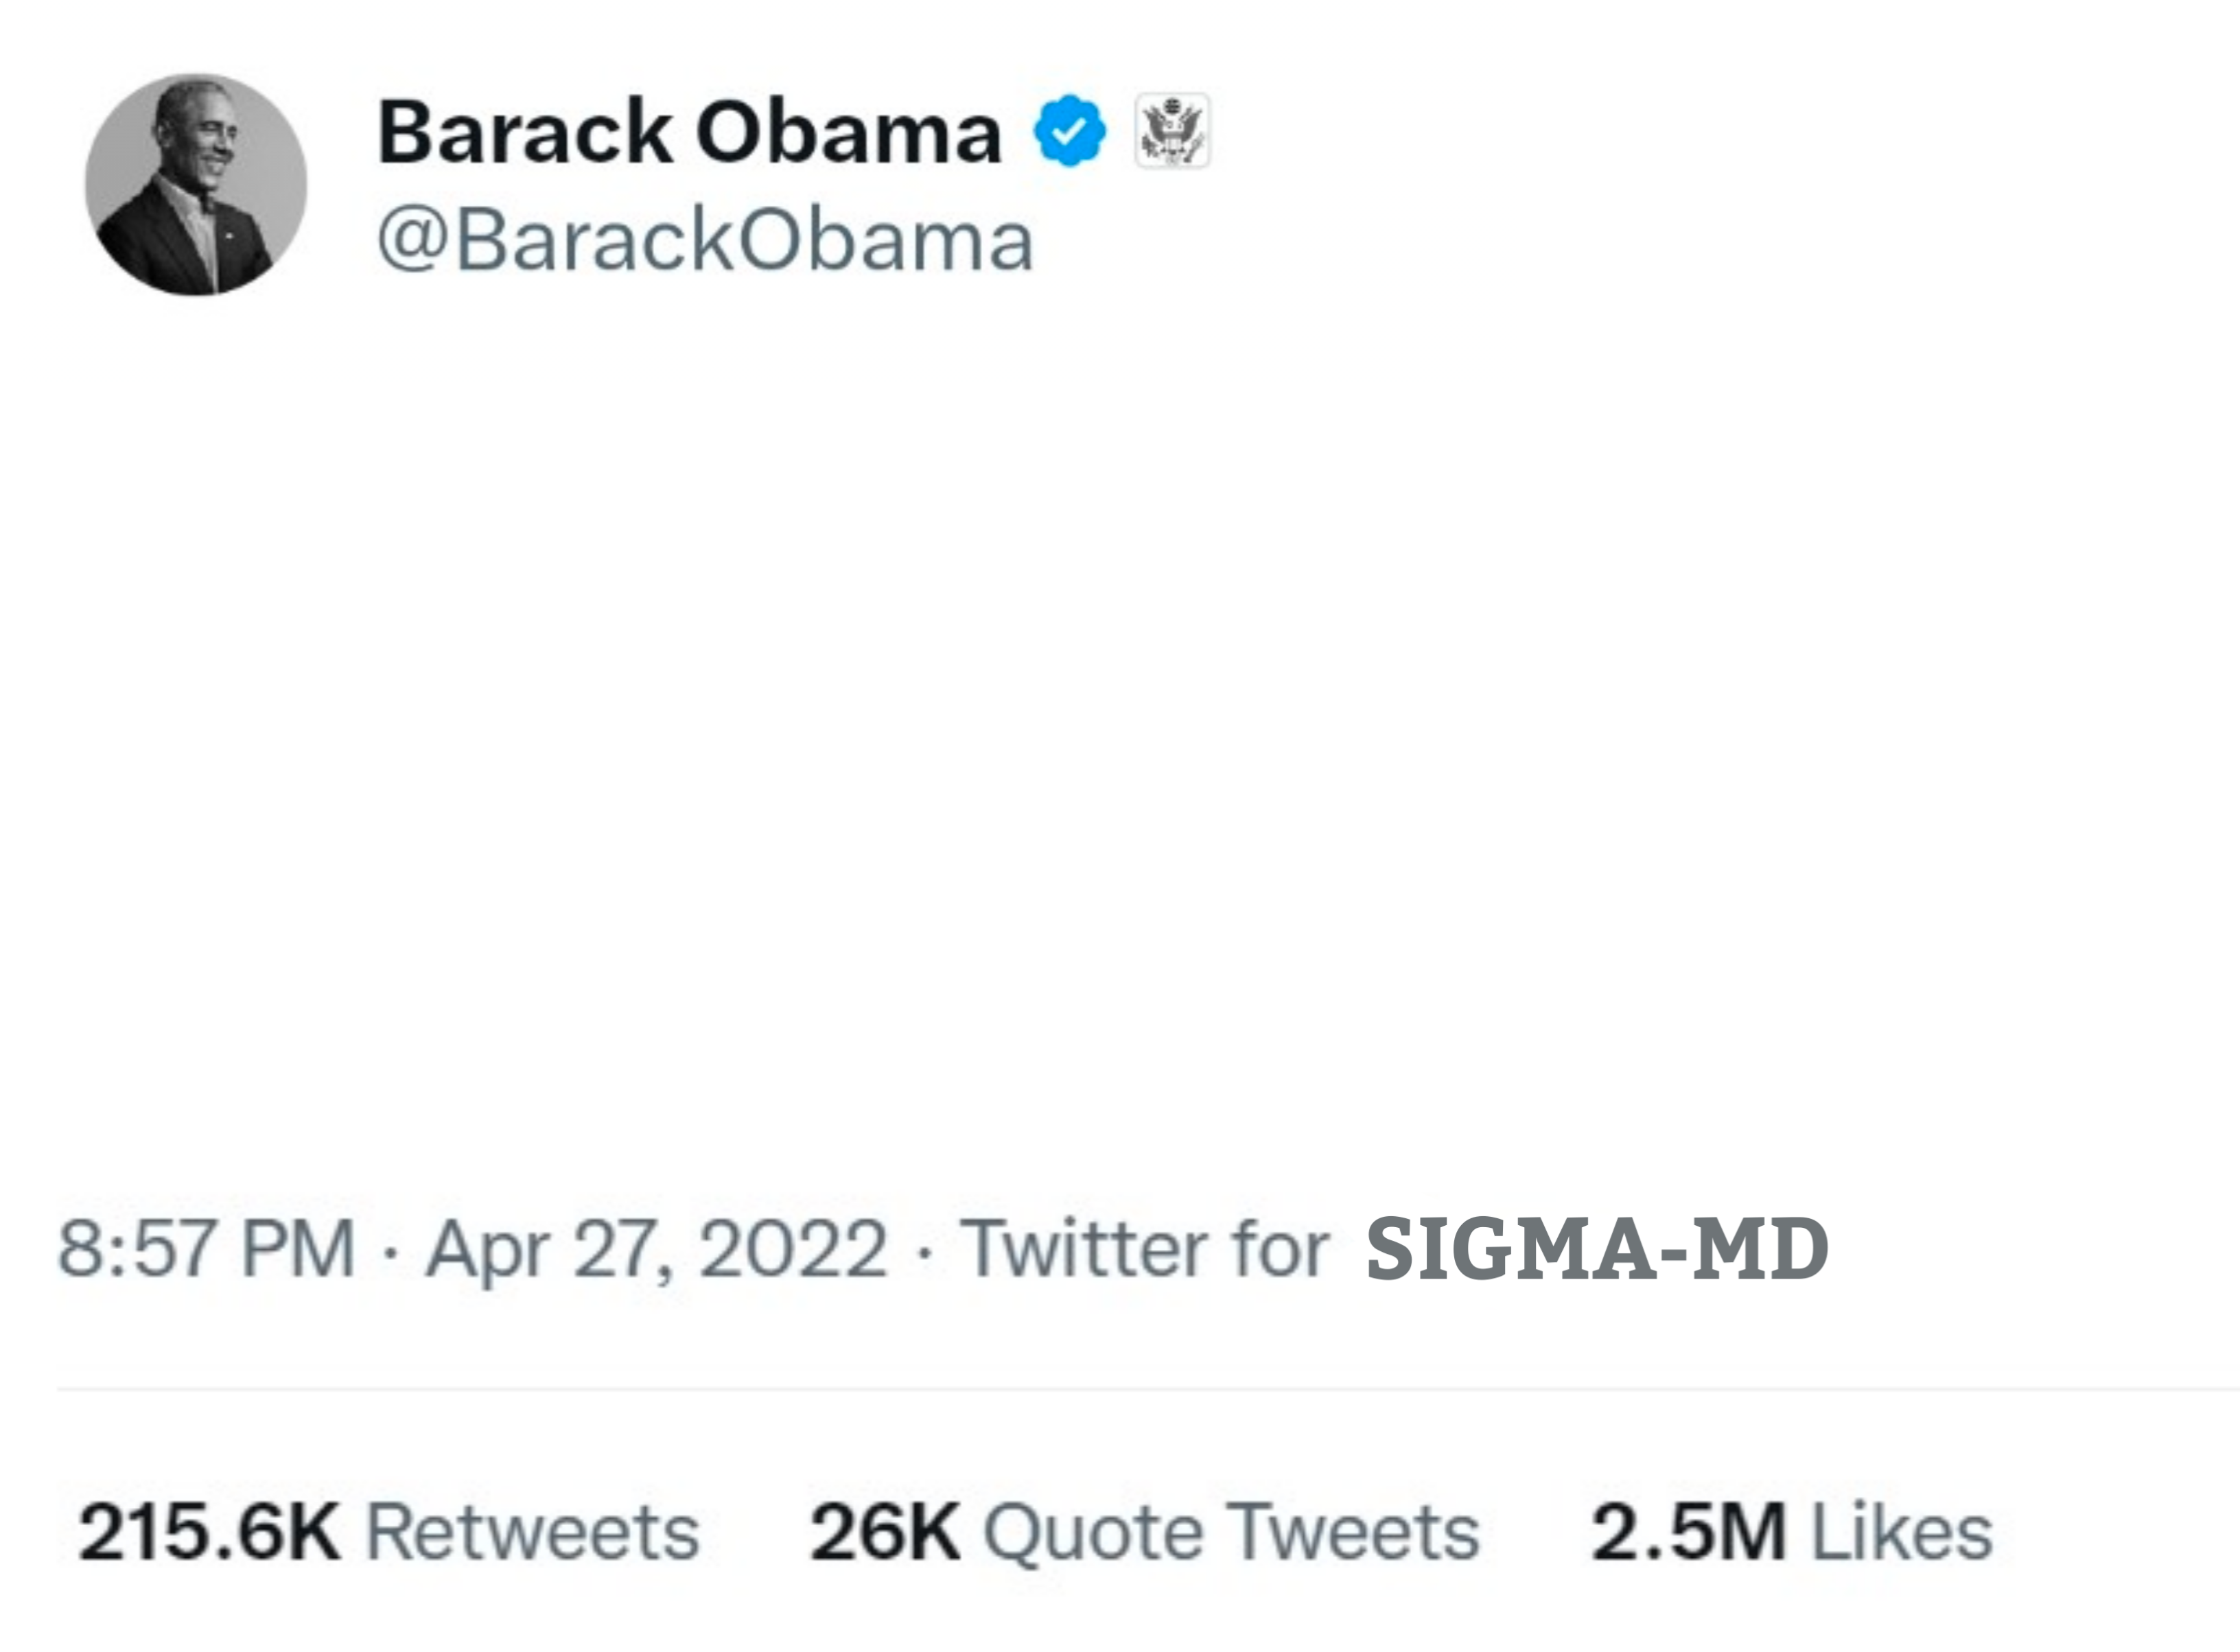 Barack Obama
@BarackObama
8:57 PM · Apr 27, 2022 · Twitter for SIGMA-MD
215.6K Retweets 26K Quote Tweets 2.5M Likes